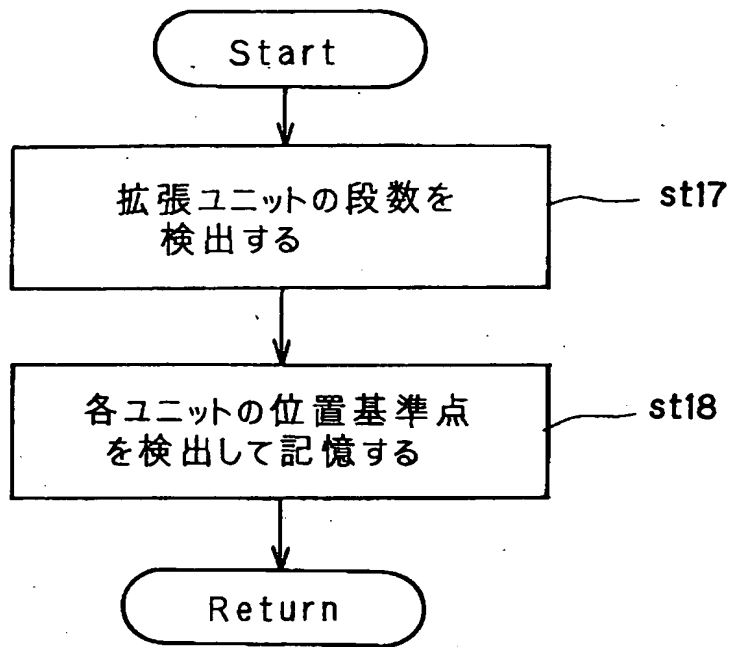 Start
拡張ユニットの段数を
検出する
st17
各ユニットの位置基準点
を検出して記憶する
st18
Return